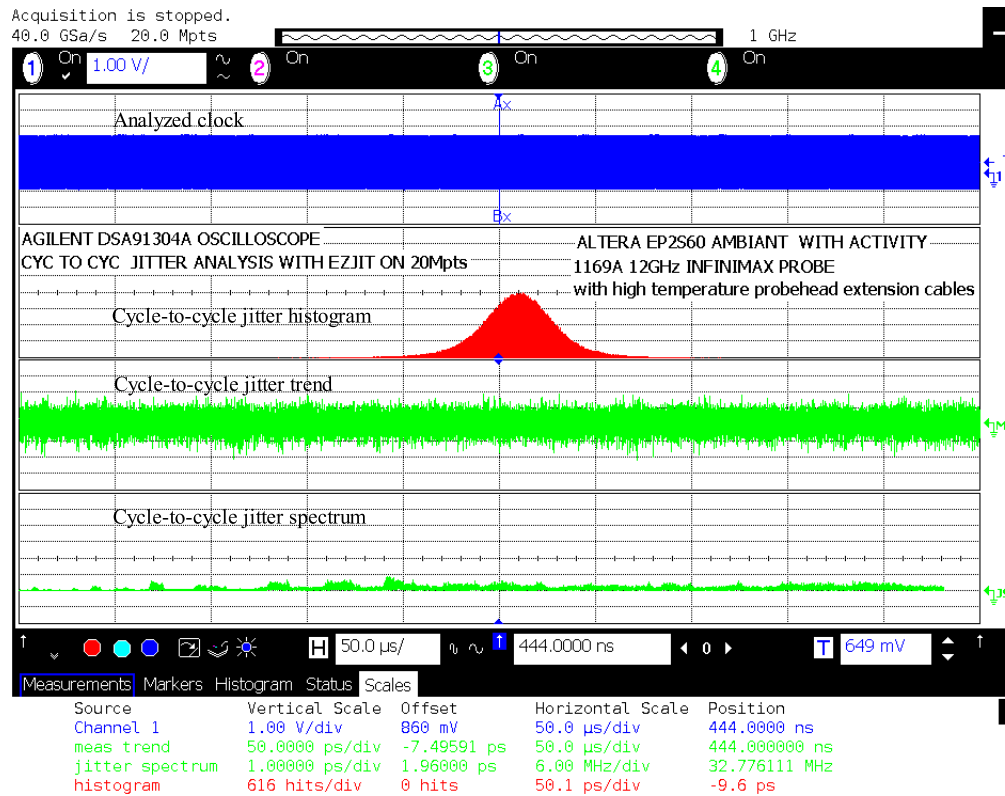 Acquisition is stopped.
40.0 GSa/s 20.0 Mpts 1 GHz
1 On 1.00 V/ 2 On 3 On 4 On
Ax
Analyzed clock
1
Bx
AGILENT DSA91304A OSCILLOSCOPE
ALTERA EP2S60 AMBIANT WITH ACTIVITY
CYC TO CYC JITTER ANALYSIS WITH EZJIT ON 20Mpts
1169A 12GHz INFINIMAX PROBE
with high temperature probehead extension cables
Cycle-to-cycle jitter histogram
Cycle-to-cycle jitter trend
Cycle-to-cycle jitter spectrum
H 50.0 µs/ 444.0000 ns 0 T 649 mV
Measurements Markers Histogram Status Scales
Source Vertical Scale Offset Horizontal Scale Position
Channel 1 1.00 V/div 860 mV 50.0 µs/div 444.0000 ns
meas trend 50.0000 ps/div -7.49591 ps 50.0 µs/div 444.000000 ns
jitter spectrum 1.00000 ps/div 1.96000 ps 6.00 MHz/div 32.776111 MHz
histogram 616 hits/div 0 hits 50.1 ps/div -9.6 ps